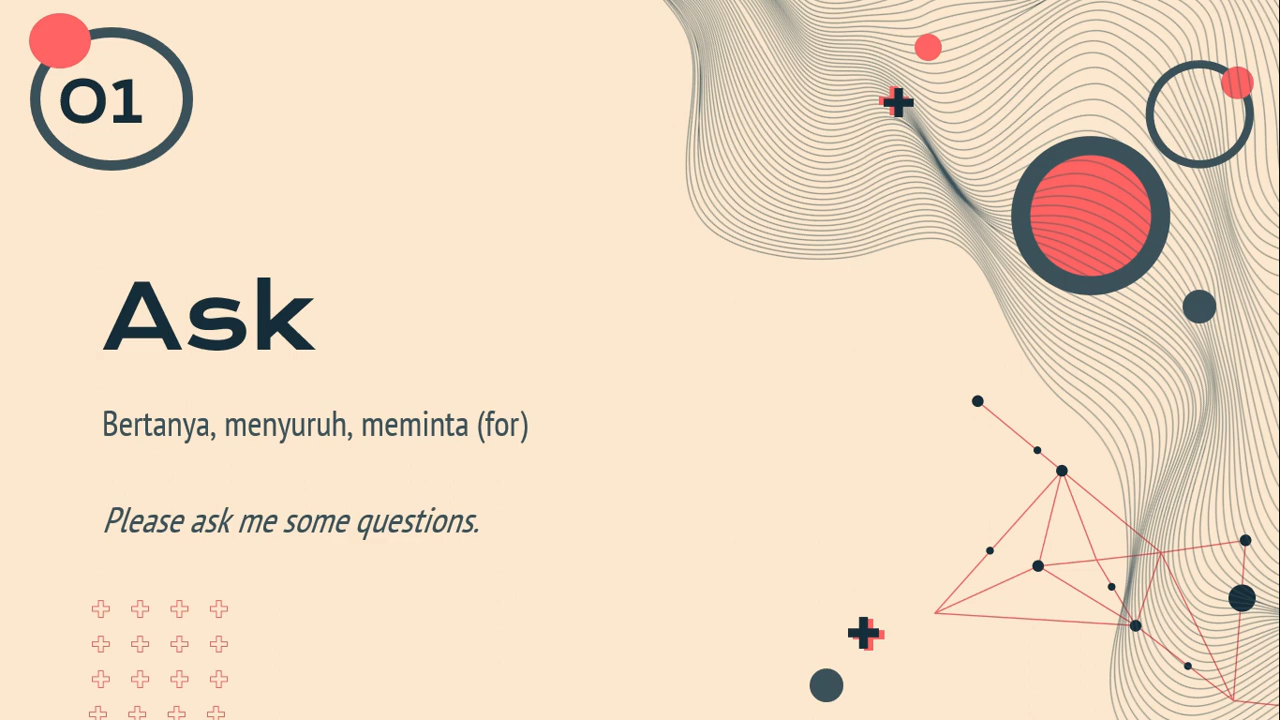 01
Ask
Bertanya, menyuruh, meminta (for)
Please ask me some questions.